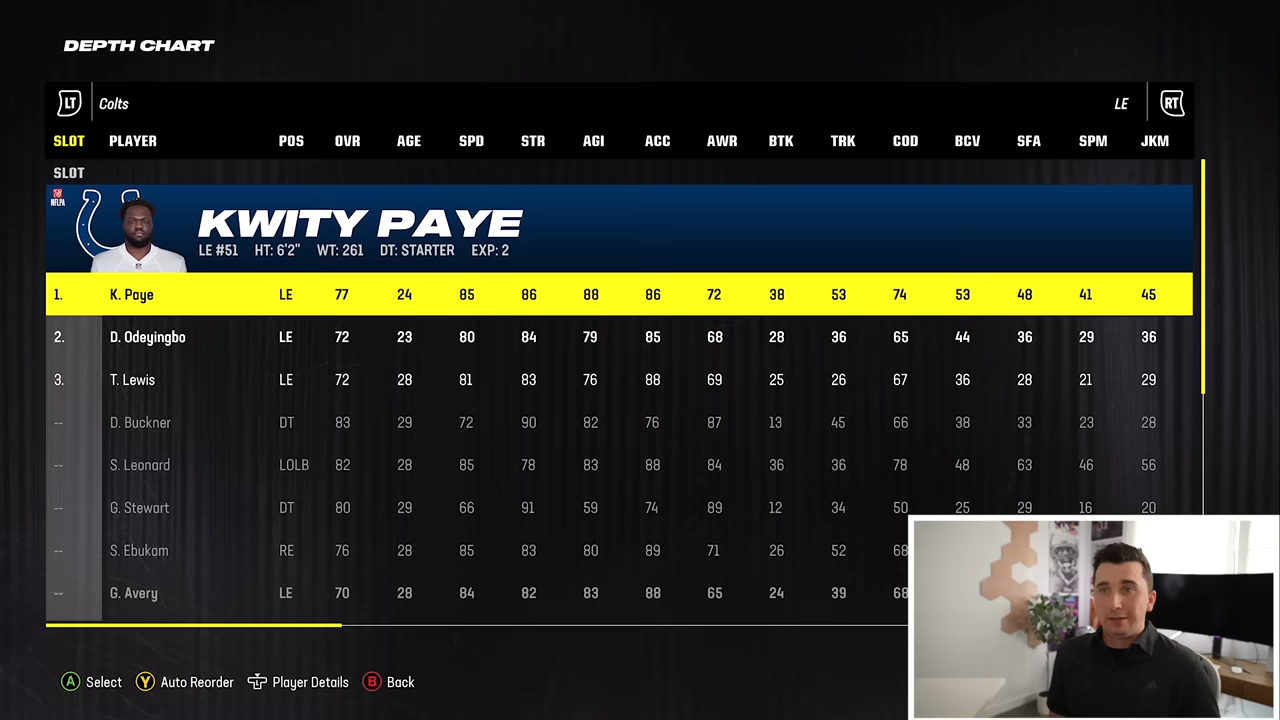 DEPTH CHART
LT Colts LE RT
SLOT PLAYER POS OVR AGE SPD STR AGI ACC AWR BTK TRK COD BCV SFA SPM JKM
SLOT
NFLPA
KWITY PAYE
LE #51 HT: 6'2" WT: 261 DT: STARTER EXP: 2
1. K. Paye LE 77 24 85 86 88 86 72 38 53 74 53 48 41 45
2. D. Odeyingbo LE 72 23 80 84 79 85 68 28 36 65 44 36 29 36
3. T. Lewis LE 72 28 81 83 76 88 69 25 26 67 36 28 21 29
-- D. Buckner DT 83 29 72 90 82 76 87 13 45 66 38 33 23 28
-- S. Leonard LOLB 82 28 85 78 83 88 84 36 36 78 48 63 46 56
-- G. Stewart DT 80 29 66 91 59 74 89 12 34 50 25 29 16 20
-- S. Ebukam RE 76 28 85 83 80 89 71 26 52 68
-- G. Avery LE 70 28 84 82 83 88 65 24 39 68
A Select Y Auto Reorder Player Details B Back